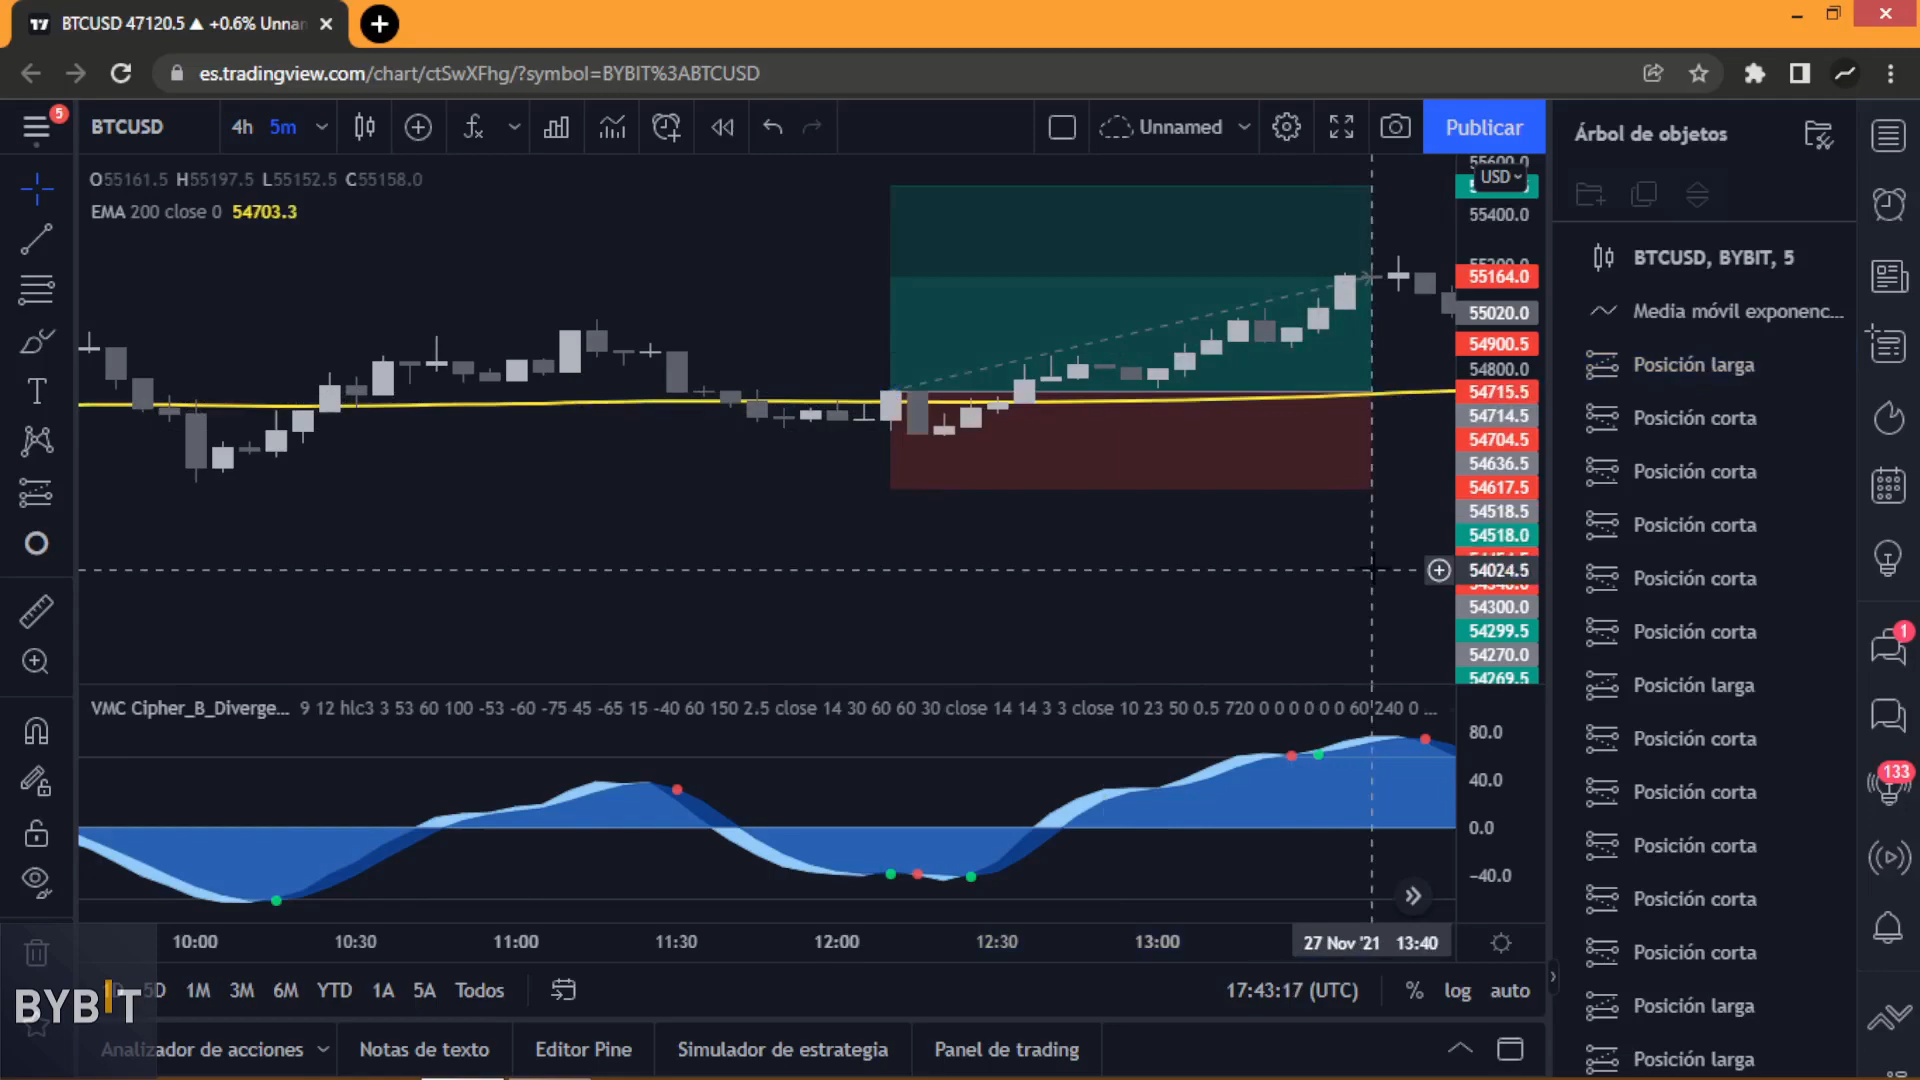 BTCUSD 47120.5 ▲ +0.6% Unnan
es.tradingview.com/chart/ctSwXFhg/?symbol=BYBIT%3ABTCUSD
5
BTCUSD
4h 5m
Unnamed
Publicar
Árbol de objetos
O55161.5 H55197.5 L55152.5 C55158.0
EMA 200 close 0 54703.3
55600.0
USD
55400.0
55164.0
55020.0
54900.5
54800.0
54715.5
54714.5
54704.5
54636.5
54617.5
54518.5
54518.0
54024.5
54300.0
54299.5
54270.0
54269.5
BTCUSD, BYBIT, 5
Media móvil exponenc...
Posición larga
Posición corta
Posición corta
Posición corta
Posición corta
Posición corta
Posición larga
Posición corta
Posición corta
Posición corta
Posición corta
Posición corta
Posición larga
Posición larga
1
133
VMC Cipher_B_Diverge... 9 12 hlc3 3 53 60 100 -53 -60 -75 45 -65 15 -40 60 150 2.5 close 14 30 60 60 30 close 14 14 3 3 close 10 23 50 0.5 720 0 0 0 0 0 0 60 240 0 ...
80.0
40.0
0.0
−40.0
10:00 10:30 11:00 11:30 12:00 12:30 13:00 27 Nov '21 13:40
5D 1M 3M 6M YTD 1A 5A Todos
17:43:17 (UTC) % log auto
BYBIT
Analizador de acciones Notas de texto Editor Pine Simulador de estrategia Panel de trading